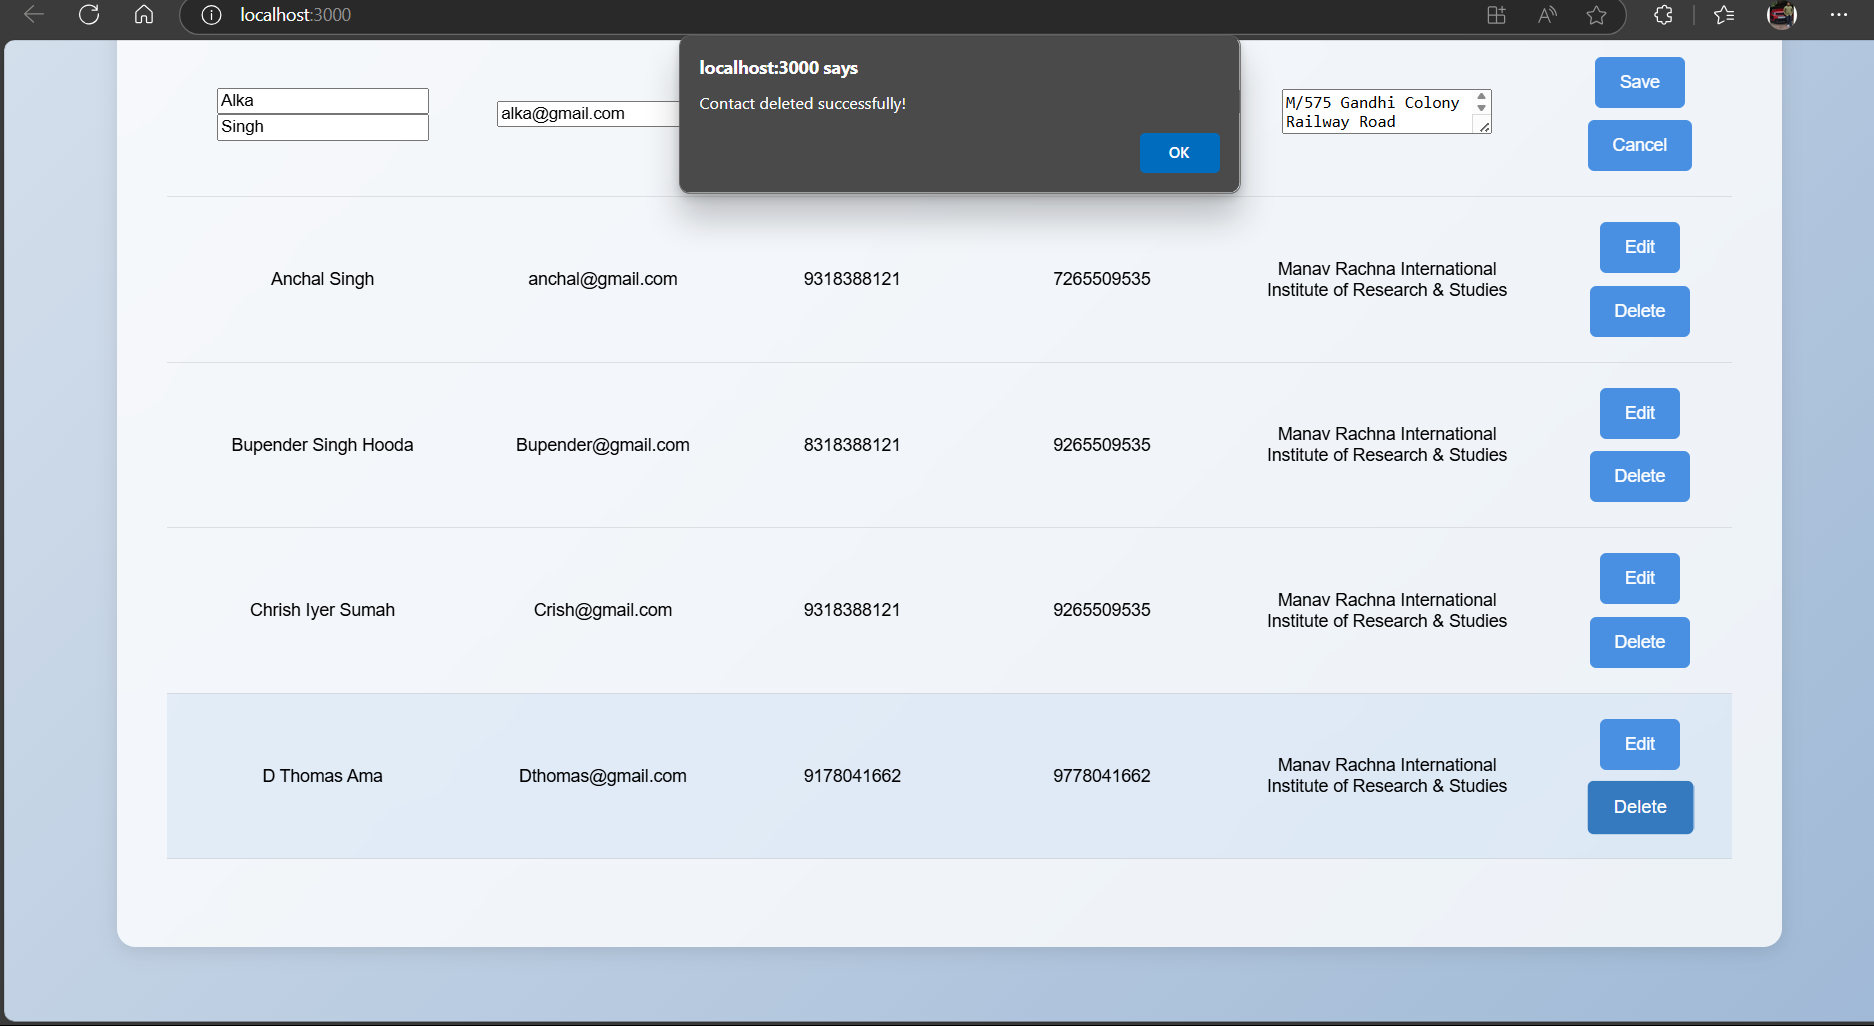 localhost:3000
localhost:3000 says
Contact deleted successfully!
OK
Alka
Singh
alka@gmail.com
M/575 Gandhi Colony
Railway Road
Save
Cancel
Anchal Singh
anchal@gmail.com
9318388121
7265509535
Manav Rachna International
Institute of Research & Studies
Edit
Delete
Bupender Singh Hooda
Bupender@gmail.com
8318388121
9265509535
Manav Rachna International
Institute of Research & Studies
Edit
Delete
Chrish Iyer Sumah
Crish@gmail.com
9318388121
9265509535
Manav Rachna International
Institute of Research & Studies
Edit
Delete
D Thomas Ama
Dthomas@gmail.com
9178041662
9778041662
Manav Rachna International
Institute of Research & Studies
Edit
Delete